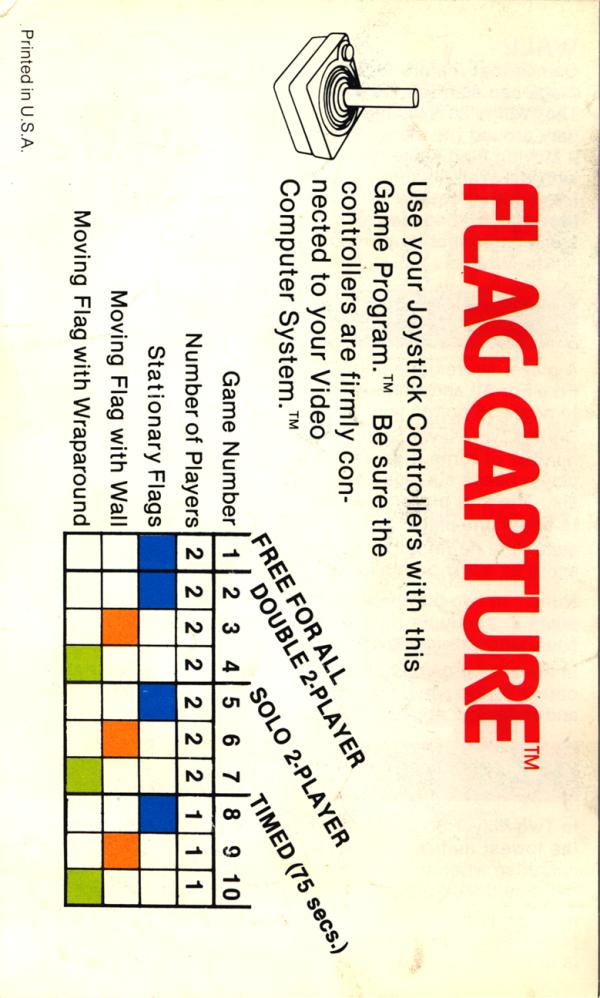 FLAG CAPTURE™
Use your Joystick Controllers with this
Game Program.™ Be sure the
controllers are firmly con-
nected to your Video
Computer System.™
FREE FOR ALL
DOUBLE 2-PLAYER
SOLO 2-PLAYER
TIMED (75 secs.)
Game Number 1 2 3 4 5 6 7 8 9 10
Number of Players 2 2 2 2 2 2 2 1 1 1
Stationary Flags
Moving Flag with Wall
Moving Flag with Wraparound
Printed in U.S.A.